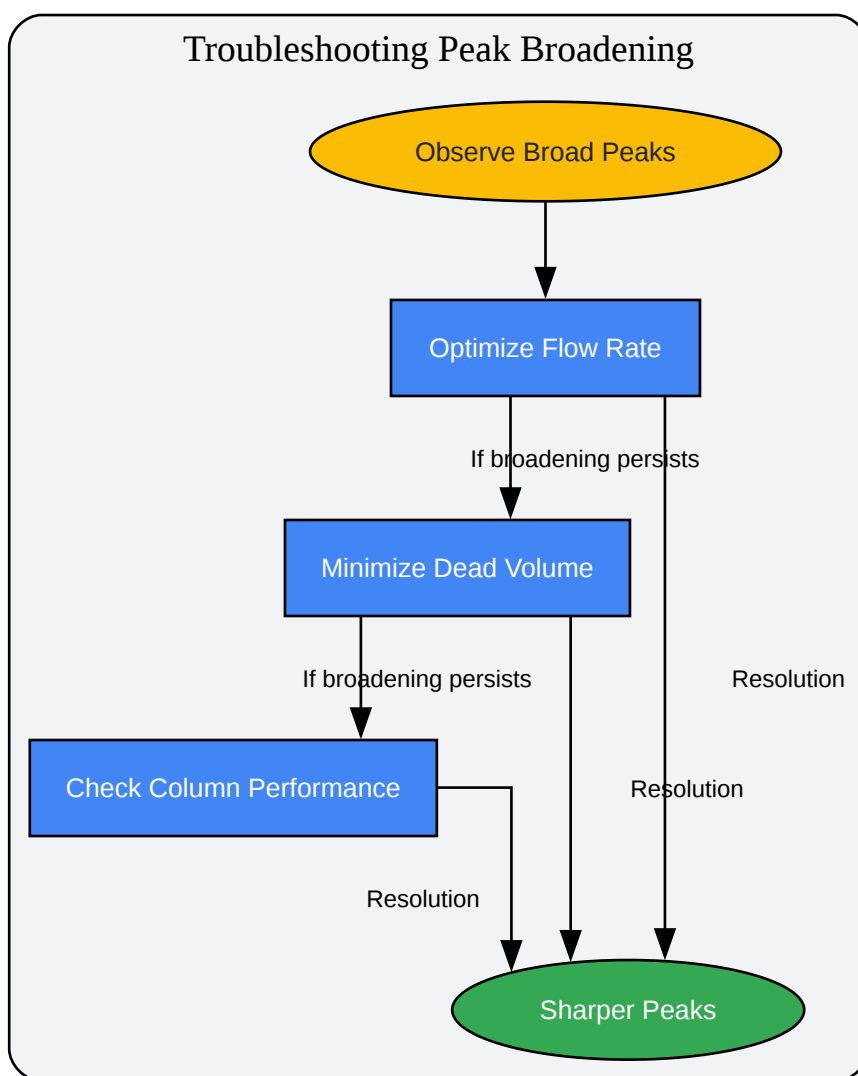 Troubleshooting Peak Broadening
Observe Broad Peaks
Optimize Flow Rate
If broadening persists
Minimize Dead Volume
If broadening persists
Resolution
Check Column Performance
Resolution
Resolution
Sharper Peaks